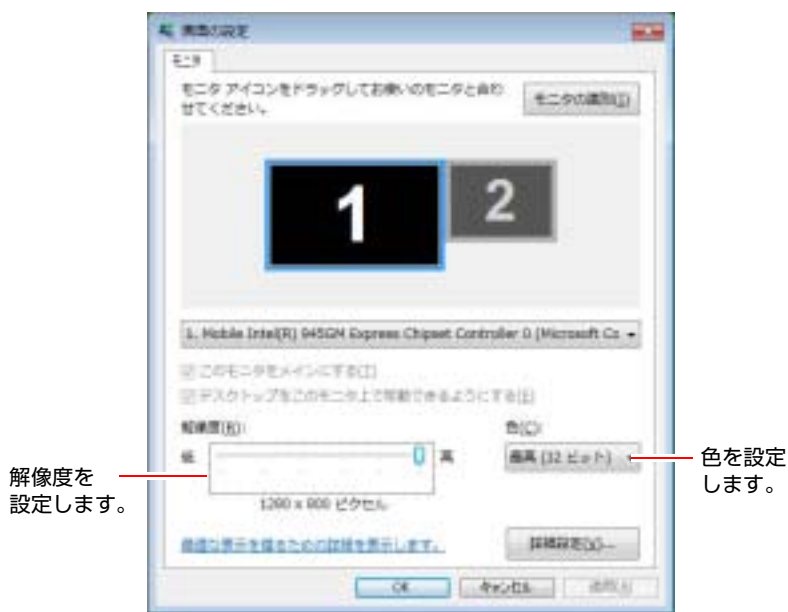 画面の設定
モニタ
モニタ アイコンをドラッグしてお使いのモニタと合わ
せてください。
モニタの識別(I)
1
2
1. Mobile Intel(R) 945GM Express Chipset Controller 0 (Microsoft Co
このモニタをメインにする(T)
デスクトップをこのモニタ上で移動できるようにする(E)
解像度(R):
低
高
1280 x 800 ピクセル
色(C):
最高 (32 ビット)
解像度を
設定します。
色を設定
します。
最適な表示を得るための詳細を表示します。
詳細設定(V)...
OK
キャンセル
適用(A)